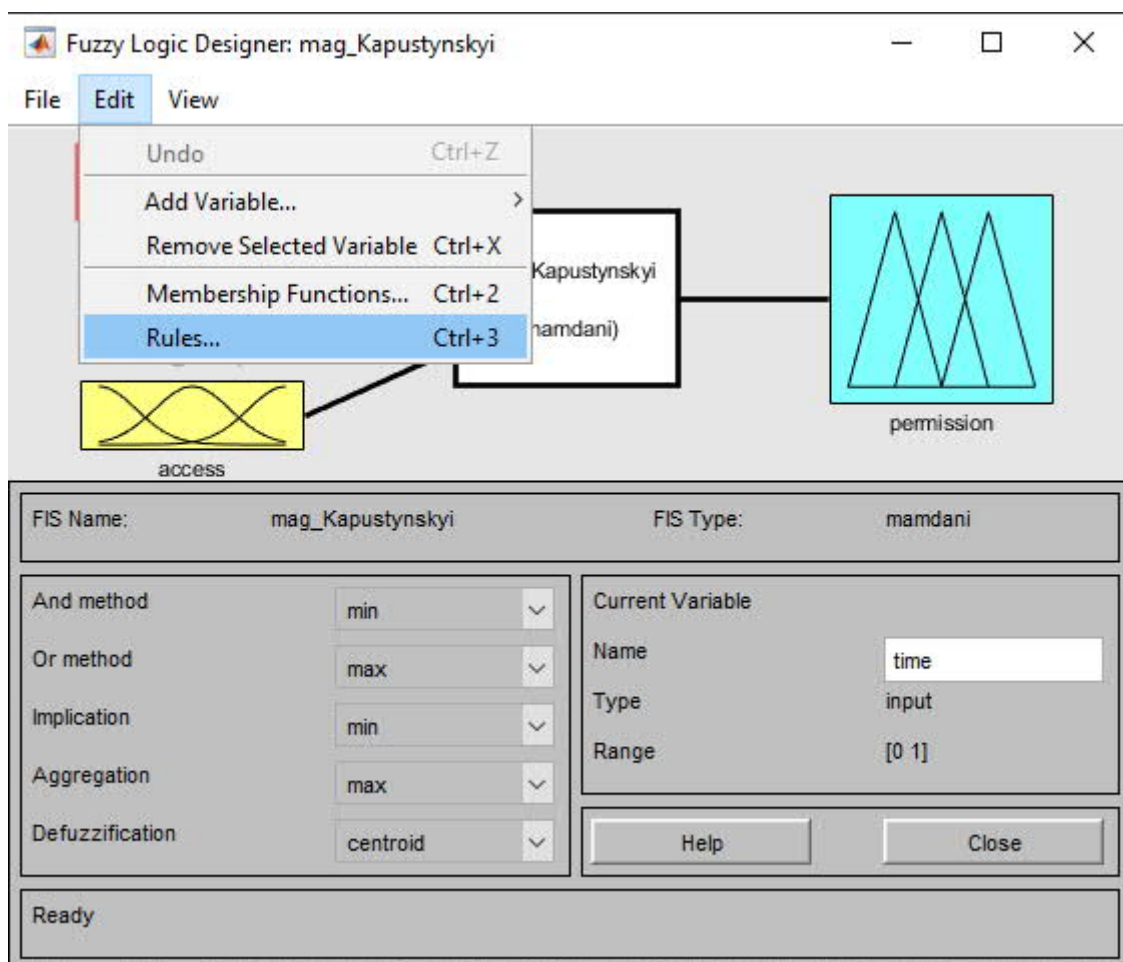 Fuzzy Logic Designer: mag_Kapustynskyi
File Edit View
Undo Ctrl+Z
Add Variable...
Remove Selected Variable Ctrl+X
Membership Functions... Ctrl+2
Rules... Ctrl+3
Kapustynskyi
mamdani)
permission
access
FIS Name: mag_Kapustynskyi FIS Type: mamdani
And method min
Or method max
Implication min
Aggregation max
Defuzzification centroid
Current Variable
Name time
Type input
Range [0 1]
Help Close
Ready